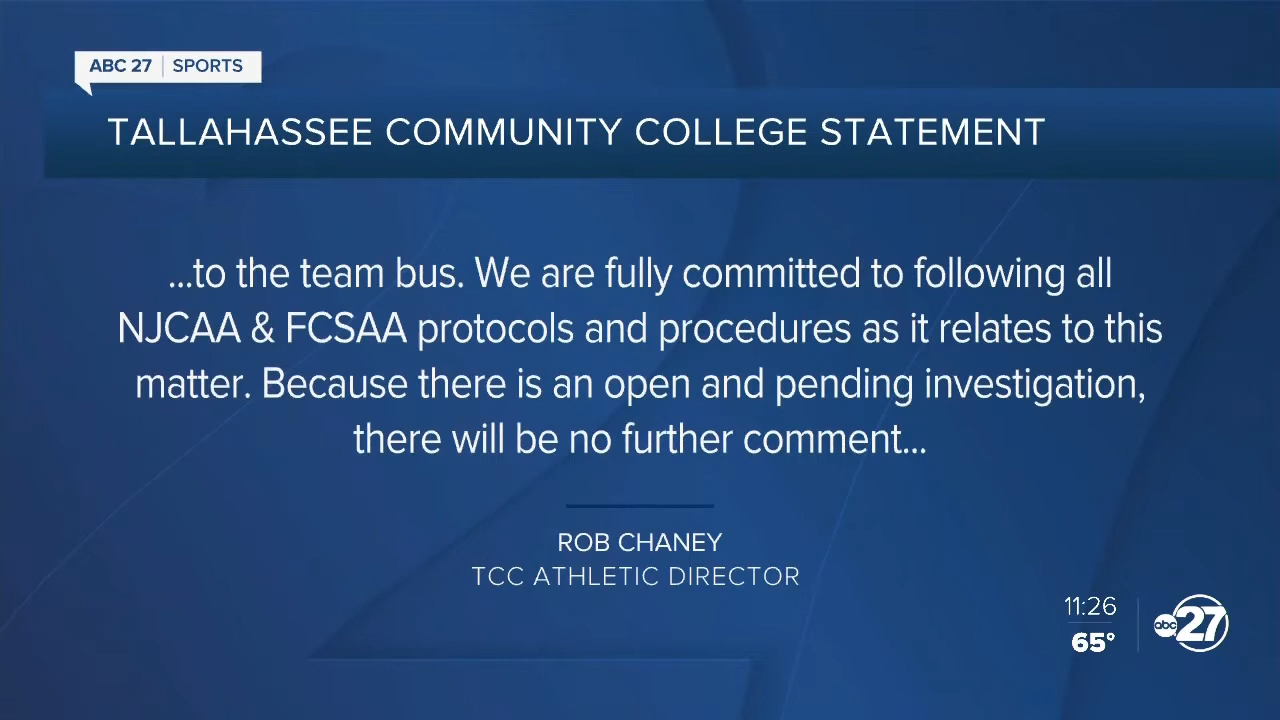 ABC 27 | SPORTS
TALLAHASSEE COMMUNITY COLLEGE STATEMENT
...to the team bus. We are fully committed to following all
NJCAA & FCSAA protocols and procedures as it relates to this
matter. Because there is an open and pending investigation,
there will be no further comment...
ROB CHANEY
TCC ATHLETIC DIRECTOR
11:26
65°
abc 27